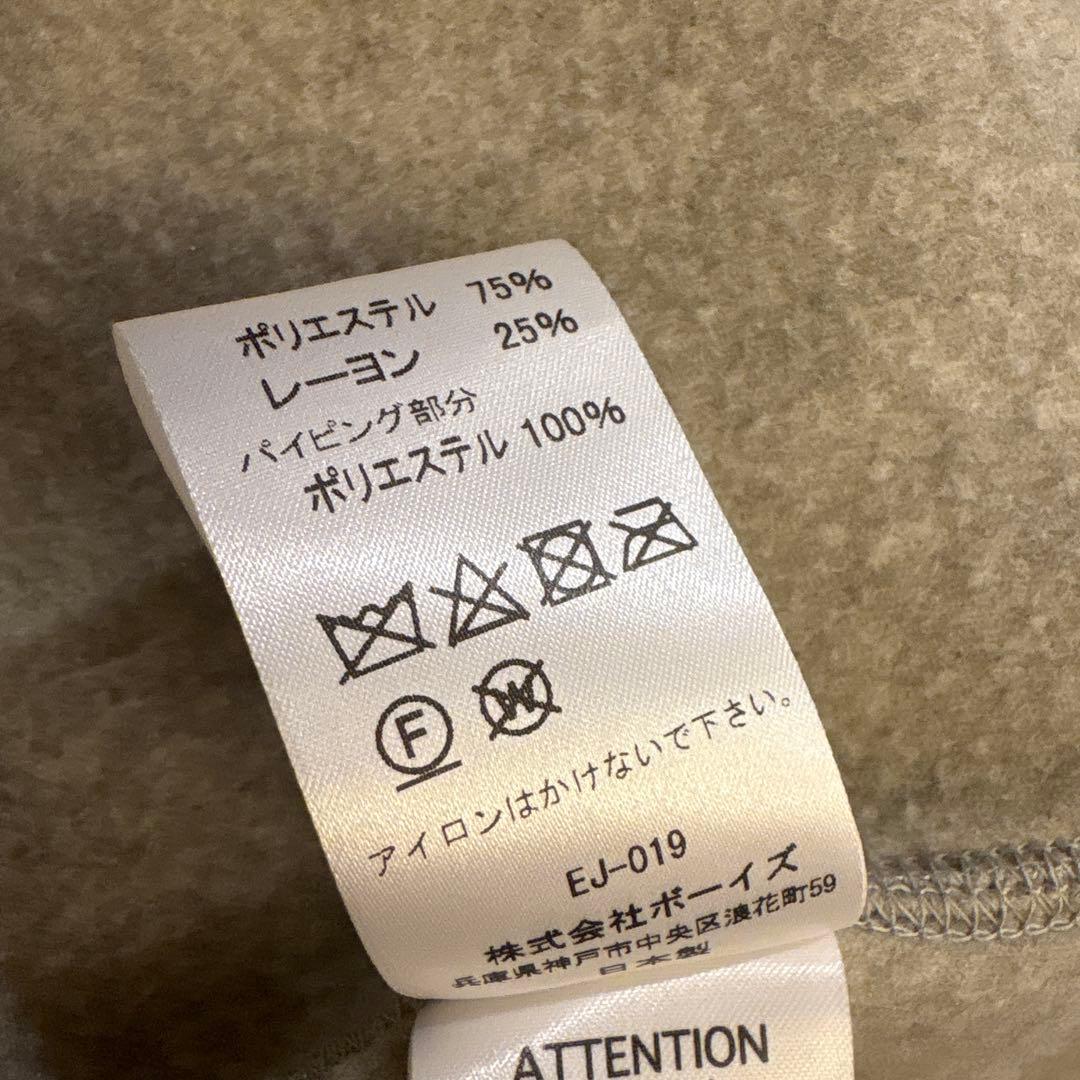 ポリエステル 75%
レーヨン 25%
パイピング部分
ポリエステル 100%
F W
アイロンはかけないで下さい。
EJ-019
株式会社ボーイズ
兵庫県神戸市中央区浪花町59
日本製
ATTENTION